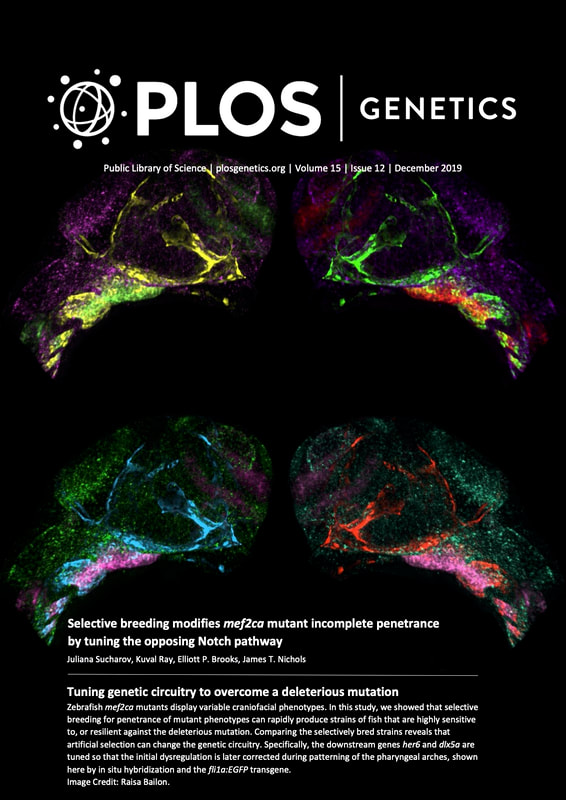 PLOS | GENETICS
Public Library of Science | plosgenetics.org | Volume 15 | Issue 12 | December 2019
Selective breeding modifies mef2ca mutant incomplete penetrance
by tuning the opposing Notch pathway
Juliana Sucharov, Kuval Ray, Elliott P. Brooks, James T. Nichols
Tuning genetic circuitry to overcome a deleterious mutation
Zebrafish mef2ca mutants display variable craniofacial phenotypes. In this study, we showed that selective
breeding for penetrance of mutant phenotypes can rapidly produce strains of fish that are highly sensitive
to, or resilient against the deleterious mutation. Comparing the selectively bred strains reveals that
artificial selection can change the genetic circuitry. Specifically, the downstream genes her6 and dlx5a are
tuned so that the initial dysregulation is later corrected during patterning of the pharyngeal arches, shown
here by in situ hybridization and the fli1a:EGFP transgene.
Image Credit: Raisa Bailon.